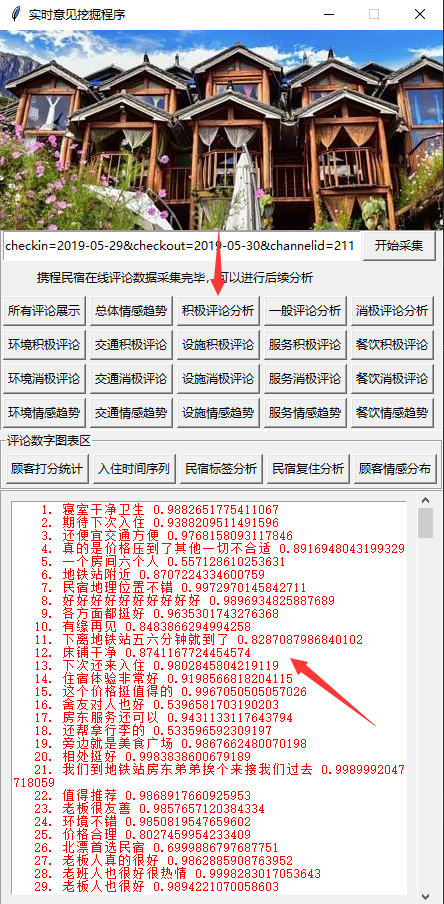 实时意见挖掘程序
checkin=2019-05-29&checkout=2019-05-30&channelid=211 开始采集
携程民宿在线评论数据采集完毕,可以进行后续分析
所有评论展示 总体情感趋势 积极评论分析 一般评论分析 消极评论分析
环境积极评论 交通积极评论 设施积极评论 服务积极评论 餐饮积极评论
环境消极评论 交通消极评论 设施消极评论 服务消极评论 餐饮消极评论
环境情感趋势 交通情感趋势 设施情感趋势 服务情感趋势 餐饮情感趋势
评论数字图表区
顾客打分统计 入住时间序列 民宿标签分析 民宿复住分析 顾客情感分布
1. 寝室干净卫生 0.9882651775411067
2. 期待下次入住 0.9388209511491596
3. 还便宜交通方便 0.9768158093117846
4. 真的是价格压到了其他一切不合适 0.8916948043199329
5. 一个房间六个人 0.557128610253631
6. 地铁站附近 0.8707224334600759
7. 民宿地理位置不错 0.9972970145842711
8. 好好好好好好好好好好 0.9896934825887689
9. 各方面都挺好 0.9635301743276368
10. 有缘再见 0.8483866294994258
11. 下离地铁站五六分钟就到了 0.8287087986840102
12. 床铺干净 0.8741167724454574
13. 下次还来入住 0.9802845804219119
14. 住宿体验非常好 0.9198566818204115
15. 这个价格挺值得的 0.9967050505057026
16. 舍友对人也好 0.5396581703190203
17. 房东服务还可以 0.9431133117643794
18. 还帮拿行李的 0.533596592309197
19. 旁边就是美食广场 0.9867662480070198
20. 相处挺好 0.9983838600679189
21. 我们到地铁站房东弟弟挨个来接我们过去 0.9989992047
718059
22. 值得推荐 0.9868917660925953
23. 老板很友善 0.9857657120384334
24. 环境不错 0.9850819547659602
25. 价格合理 0.8027459954233409
26. 北漂首选民宿 0.6999886797687751
27. 老板人真的很好 0.9862885908763952
28. 老班人也很好很热情 0.9998283017053643
29. 老板人也很好 0.9894221070058603